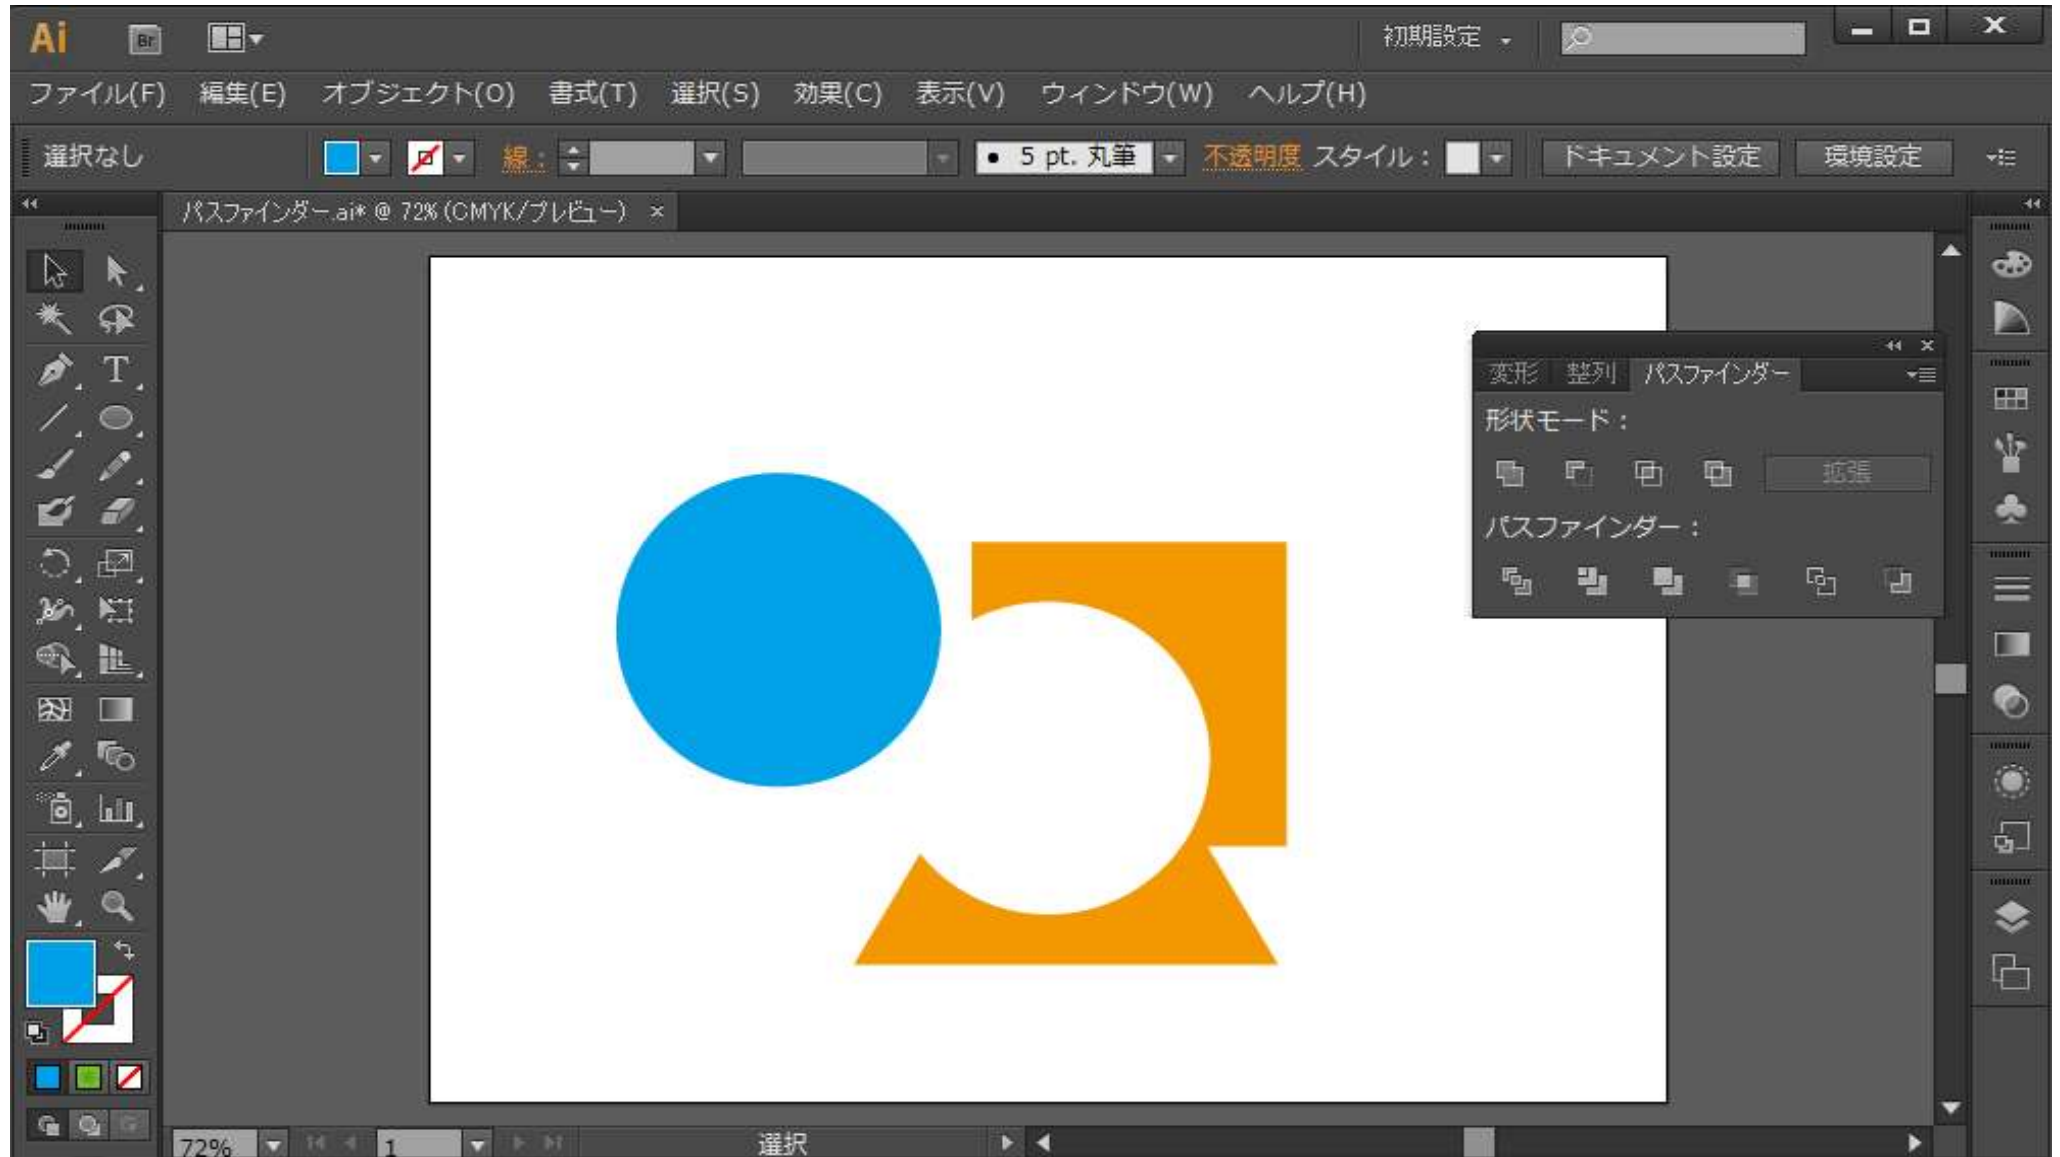 Ai Br 初期設定
ファイル(F) 編集(E) オブジェクト(O) 書式(T) 選択(S) 効果(C) 表示(V) ウィンドウ(W) ヘルプ(H)
選択なし 線： 5 pt. 丸筆 不透明度 スタイル： ドキュメント設定 環境設定
パスファインダー.ai* @ 72% (CMYK/プレビュー) ×
変形 整列 パスファインダー
形状モード：
拡張
パスファインダー：
72% 1 選択